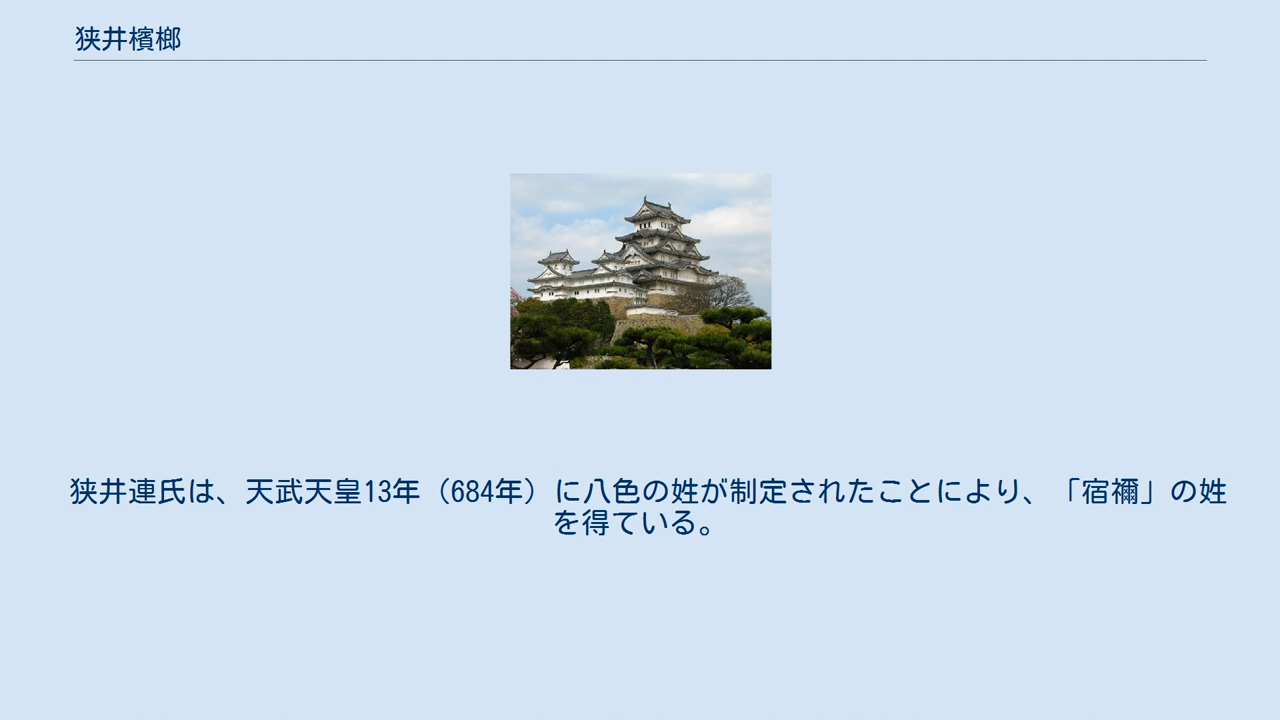 狭井檳榔
狭井連氏は、天武天皇13年（684年）に八色の姓が制定されたことにより、「宿禰」の姓
を得ている。